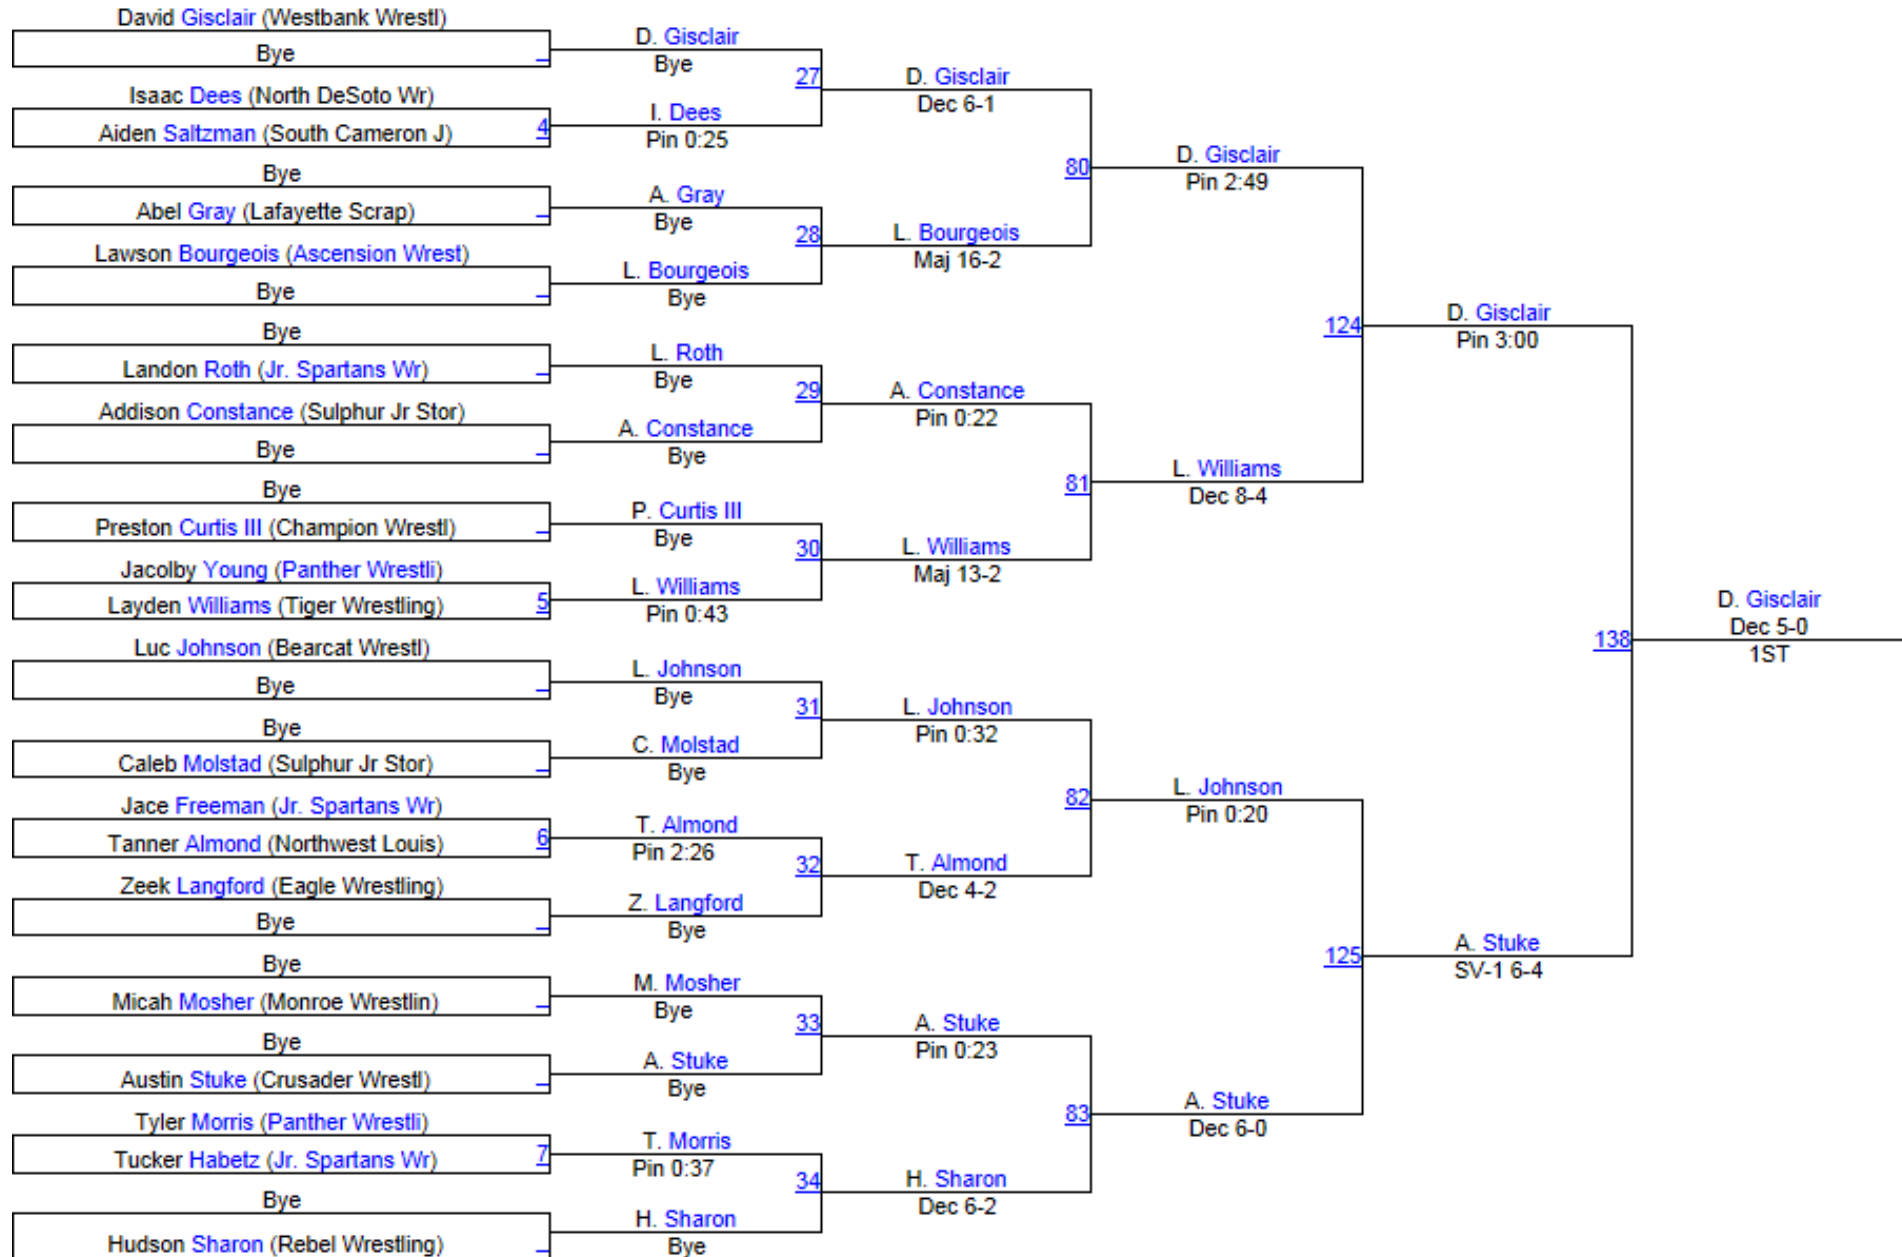 David Gisclair (Westbank Wrestl)
Bye
Isaac Dees (North DeSoto Wr)
Aiden Saltzman (South Cameron J)
4
Bye
Abel Gray (Lafayette Scrap)
Lawson Bourgeois (Ascension Wrest)
Bye
Bye
Landon Roth (Jr. Spartans Wr)
Addison Constance (Sulphur Jr Stor)
Bye
Bye
Preston Curtis III (Champion Wrestl)
Jacolby Young (Panther Wrestli)
Layden Williams (Tiger Wrestling)
5
Luc Johnson (Bearcat Wrestl)
Bye
Bye
Caleb Molstad (Sulphur Jr Stor)
Jace Freeman (Jr. Spartans Wr)
Tanner Almond (Northwest Louis)
6
Zeek Langford (Eagle Wrestling)
Bye
Bye
Micah Mosher (Monroe Wrestlin)
Bye
Austin Stuke (Crusader Wrestl)
Tyler Morris (Panther Wrestli)
Tucker Habetz (Jr. Spartans Wr)
7
Bye
Hudson Sharon (Rebel Wrestling)
D. Gisclair
Bye
27
I. Dees
Pin 0:25
A. Gray
Bye
28
L. Bourgeois
Bye
L. Roth
Bye
29
A. Constance
Bye
P. Curtis III
Bye
30
L. Williams
Pin 0:43
L. Johnson
Bye
31
C. Molstad
Bye
T. Almond
Pin 2:26
32
Z. Langford
Bye
M. Mosher
Bye
33
A. Stuke
Bye
T. Morris
Pin 0:37
34
H. Sharon
Bye
D. Gisclair
Dec 6-1
80
L. Bourgeois
Maj 16-2
A. Constance
Pin 0:22
81
L. Williams
Maj 13-2
L. Johnson
Pin 0:32
82
T. Almond
Dec 4-2
A. Stuke
Pin 0:23
83
H. Sharon
Dec 6-2
D. Gisclair
Pin 2:49
124
L. Williams
Dec 8-4
L. Johnson
Pin 0:20
125
A. Stuke
Dec 6-0
D. Gisclair
Pin 3:00
138
A. Stuke
SV-1 6-4
D. Gisclair
Dec 5-0
1ST